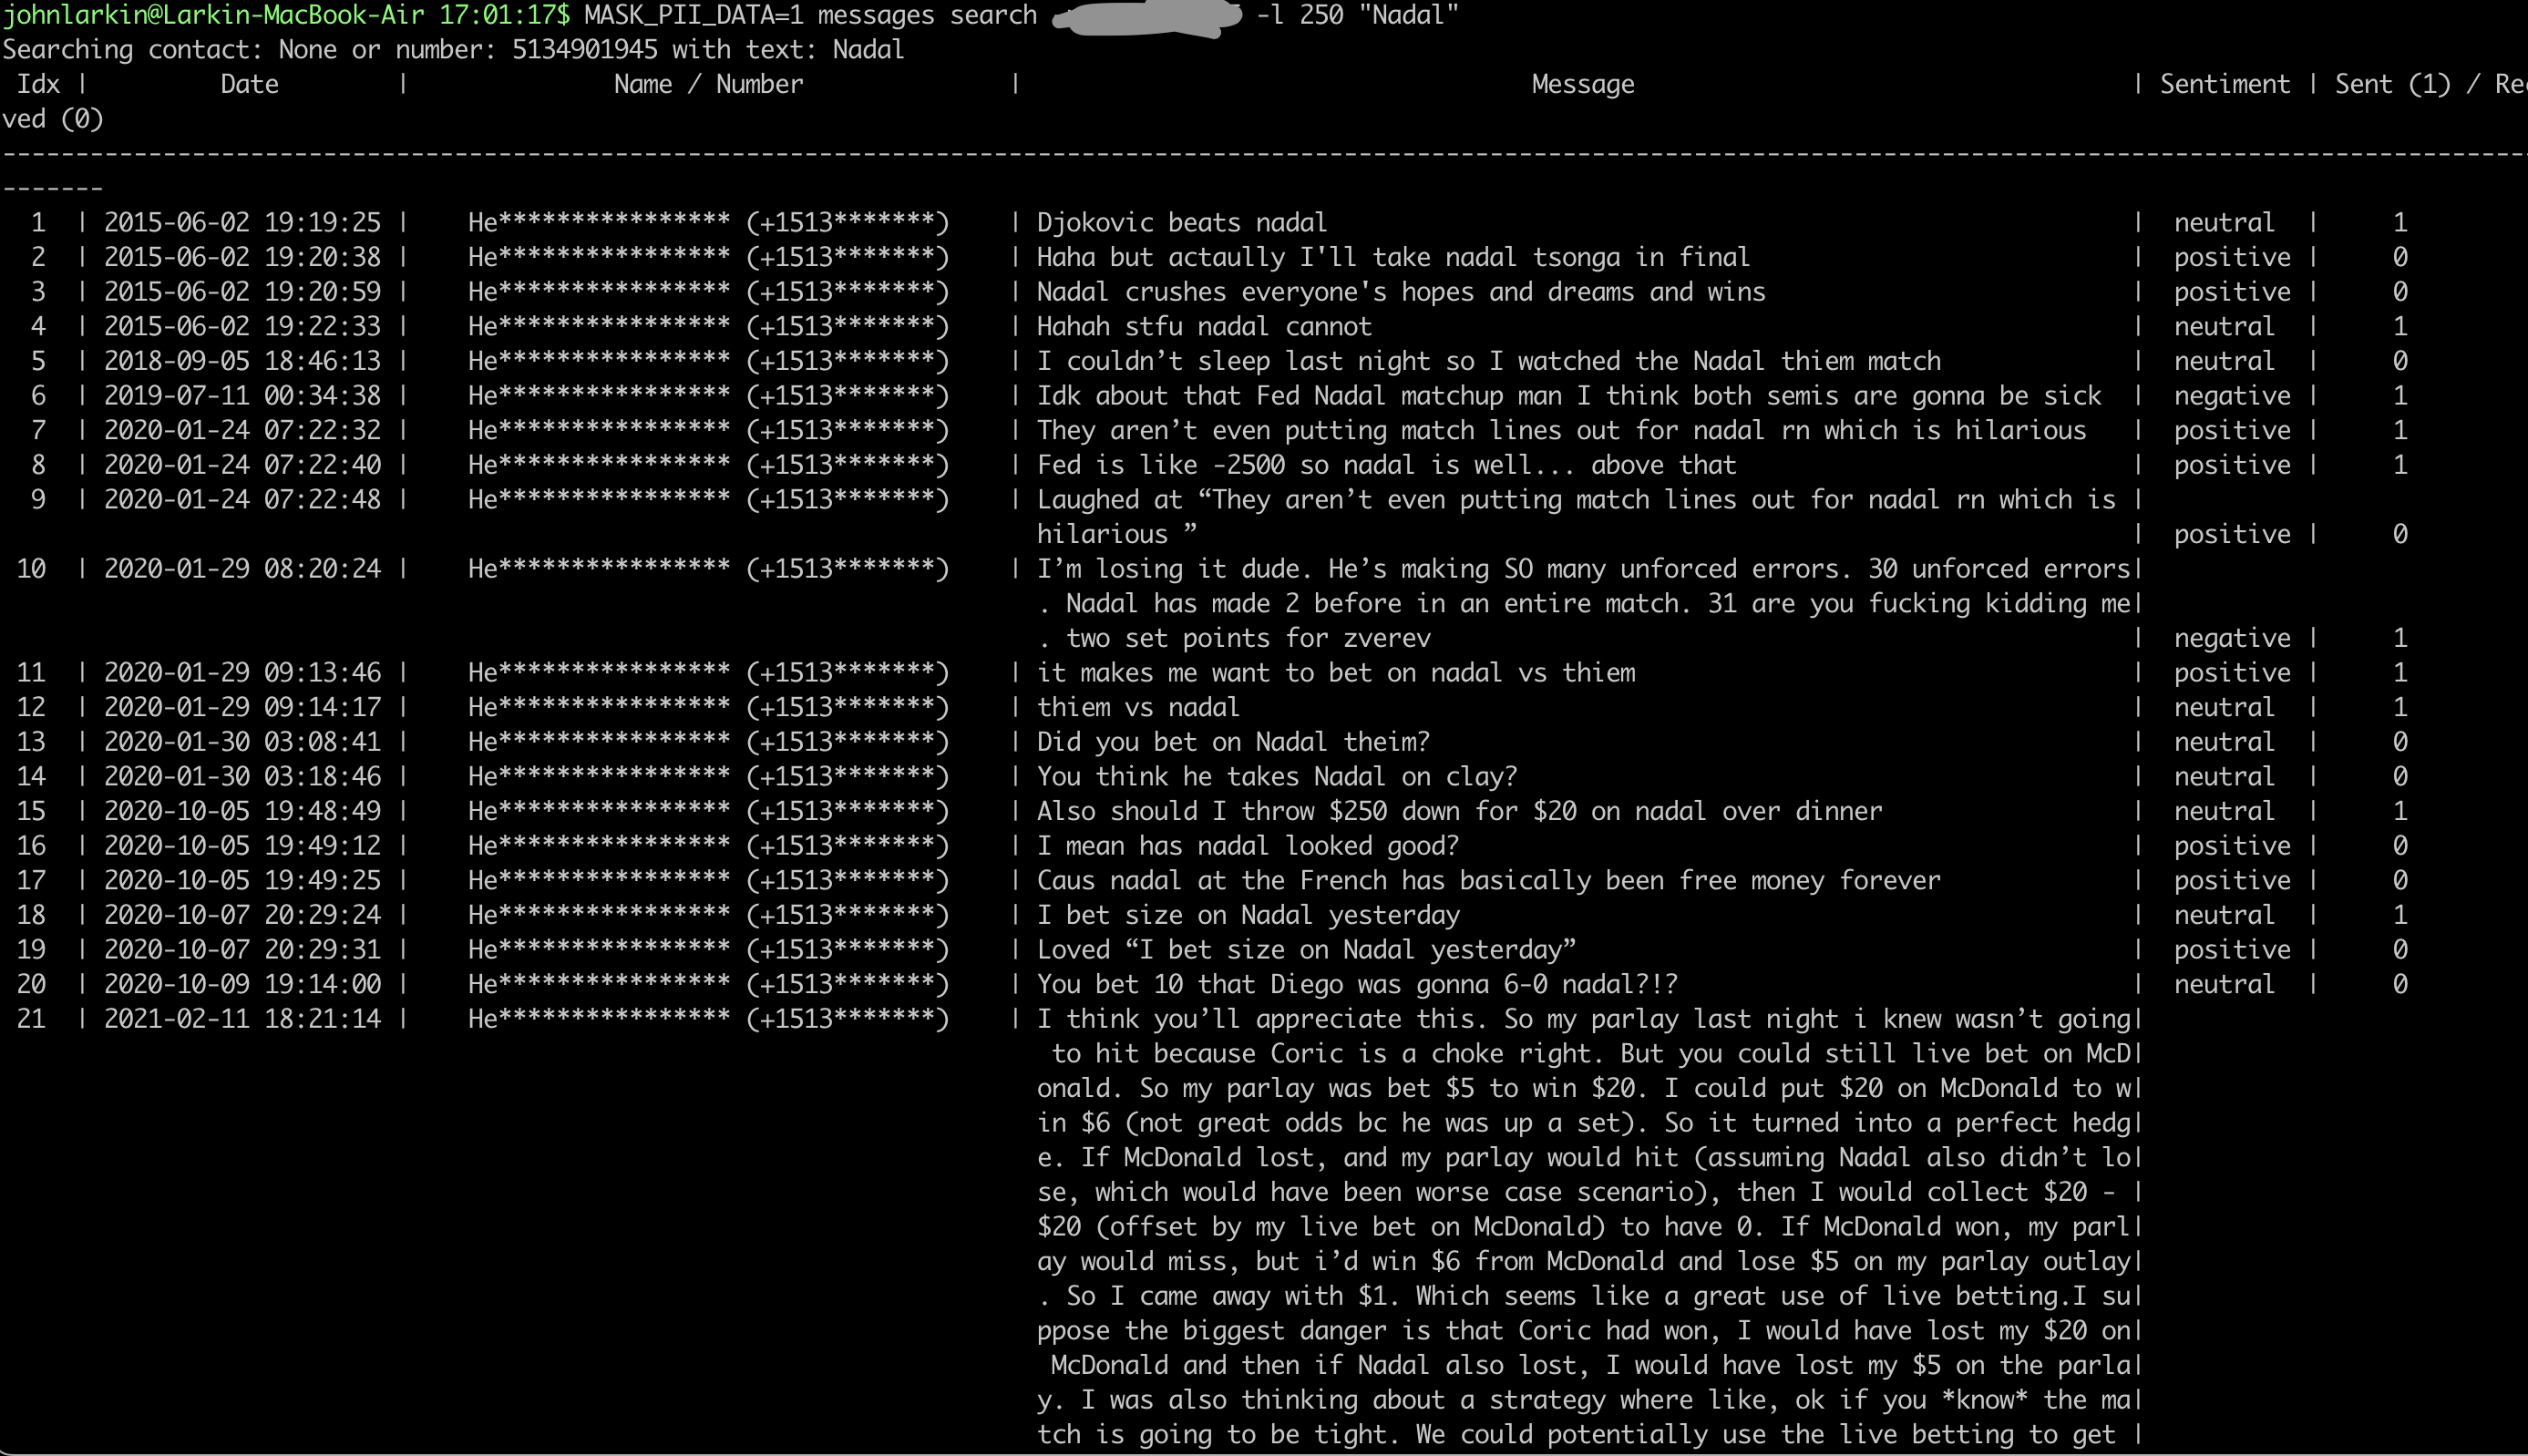 johnlarkin@Larkin-MacBook-Air 17:01:17$ MASK_PII_DATA=1 messages search -l 250 "Nadal"
Searching contact: None or number: 5134901945 with text: Nadal
Idx | Date | Name / Number | Message | Sentiment | Sent (1) / Rec
ved (0)
--------------------------------------------------------------------------------
-------
1 | 2015-06-02 19:19:25 | He**************** (+1513*******) | Djokovic beats nadal | neutral | 1
2 | 2015-06-02 19:20:38 | He**************** (+1513*******) | Haha but actaully I'll take nadal tsonga in final | positive | 0
3 | 2015-06-02 19:20:59 | He**************** (+1513*******) | Nadal crushes everyone's hopes and dreams and wins | positive | 0
4 | 2015-06-02 19:22:33 | He**************** (+1513*******) | Hahah stfu nadal cannot | neutral | 1
5 | 2018-09-05 18:46:13 | He**************** (+1513*******) | I couldn’t sleep last night so I watched the Nadal thiem match | neutral | 0
6 | 2019-07-11 00:34:38 | He**************** (+1513*******) | Idk about that Fed Nadal matchup man I think both semis are gonna be sick | negative | 1
7 | 2020-01-24 07:22:32 | He**************** (+1513*******) | They aren’t even putting match lines out for nadal rn which is hilarious | positive | 1
8 | 2020-01-24 07:22:40 | He**************** (+1513*******) | Fed is like -2500 so nadal is well... above that | positive | 1
9 | 2020-01-24 07:22:48 | He**************** (+1513*******) | Laughed at “They aren’t even putting match lines out for nadal rn which is |
hilarious ” | positive | 0
10 | 2020-01-29 08:20:24 | He**************** (+1513*******) | I’m losing it dude. He’s making SO many unforced errors. 30 unforced errors|
. Nadal has made 2 before in an entire match. 31 are you fucking kidding me|
. two set points for zverev | negative | 1
11 | 2020-01-29 09:13:46 | He**************** (+1513*******) | it makes me want to bet on nadal vs thiem | positive | 1
12 | 2020-01-29 09:14:17 | He**************** (+1513*******) | thiem vs nadal | neutral | 1
13 | 2020-01-30 03:08:41 | He**************** (+1513*******) | Did you bet on Nadal theim? | neutral | 0
14 | 2020-01-30 03:18:46 | He**************** (+1513*******) | You think he takes Nadal on clay? | neutral | 0
15 | 2020-10-05 19:48:49 | He**************** (+1513*******) | Also should I throw $250 down for $20 on nadal over dinner | neutral | 1
16 | 2020-10-05 19:49:12 | He**************** (+1513*******) | I mean has nadal looked good? | positive | 0
17 | 2020-10-05 19:49:25 | He**************** (+1513*******) | Caus nadal at the French has basically been free money forever | positive | 0
18 | 2020-10-07 20:29:24 | He**************** (+1513*******) | I bet size on Nadal yesterday | neutral | 1
19 | 2020-10-07 20:29:31 | He**************** (+1513*******) | Loved “I bet size on Nadal yesterday” | positive | 0
20 | 2020-10-09 19:14:00 | He**************** (+1513*******) | You bet 10 that Diego was gonna 6-0 nadal?!? | neutral | 0
21 | 2021-02-11 18:21:14 | He**************** (+1513*******) | I think you’ll appreciate this. So my parlay last night i knew wasn’t going|
to hit because Coric is a choke right. But you could still live bet on McD|
onald. So my parlay was bet $5 to win $20. I could put $20 on McDonald to w|
in $6 (not great odds bc he was up a set). So it turned into a perfect hedg|
e. If McDonald lost, and my parlay would hit (assuming Nadal also didn’t lo|
se, which would have been worse case scenario), then I would collect $20 - |
$20 (offset by my live bet on McDonald) to have 0. If McDonald won, my parl|
ay would miss, but i’d win $6 from McDonald and lose $5 on my parlay outlay|
. So I came away with $1. Which seems like a great use of live betting.I su|
ppose the biggest danger is that Coric had won, I would have lost my $20 on|
McDonald and then if Nadal also lost, I would have lost my $5 on the parla|
y. I was also thinking about a strategy where like, ok if you *know* the ma|
tch is going to be tight. We could potentially use the live betting to get |